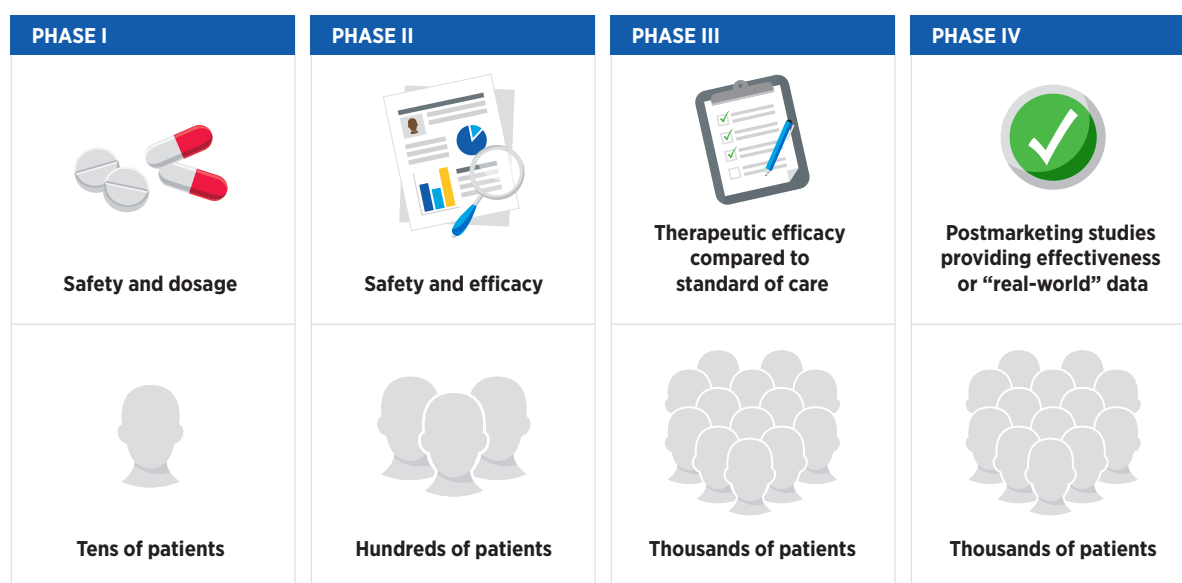 PHASE I
Safety and dosage
Tens of patients
PHASE II
Safety and efficacy
Hundreds of patients
PHASE III
Therapeutic efficacy
compared to
standard of care
Thousands of patients
PHASE IV
Postmarketing studies
providing effectiveness
or “real-world” data
Thousands of patients